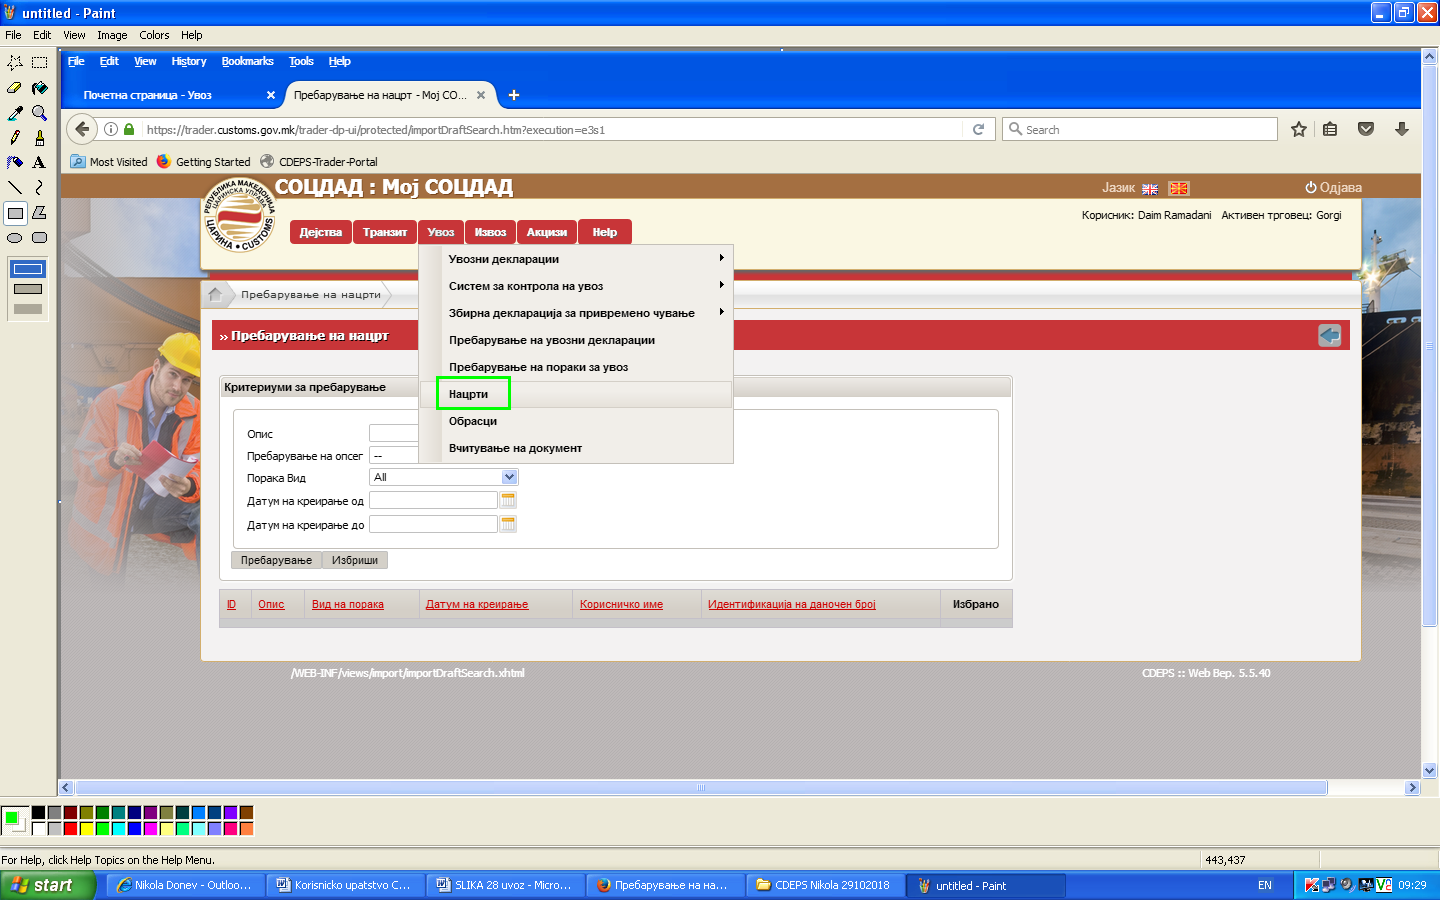 untitled - Paint
File Edit View Image Colors Help
File Edit View History Bookmarks Tools Help
Почетна страница - Увоз
Пребарување на нацрт - Мој СО...
https://trader.customs.gov.mk/trader-dp-ui/protected/importDraftSearch.htm?execution=e3s1
Search
Most Visited Getting Started CDEPS-Trader-Portal
РЕПУБЛИКА МАКЕДОНИЈА
ЦАРИНСКА УПРАВА
ЦАРИНА • CUSTOMS
СОЦДАД : Мој СОЦДАД
Јазик
Одјава
Корисник: Daim Ramadani Активен трговец: Gorgi
Дејства Транзит Увоз Извоз Акцизи Help
Увозни декларации
Систем за контрола на увоз
Збирна декларација за привремено чување
Пребарување на увозни декларации
Пребарување на пораки за увоз
Нацрти
Обрасци
Вчитување на документ
Пребарување на нацрти
›› Пребарување на нацрт
Критериуми за пребарување
Опис
Пребарување на опсег --
Порака Вид All
Датум на креирање од
Датум на креирање до
Пребарување Избриши
ID Опис Вид на порака Датум на креирање Корисничко име Идентификација на даночен број Избрано
/WEB-INF/views/import/importDraftSearch.xhtml
CDEPS :: Web Вер. 5.5.40
For Help, click Help Topics on the Help Menu.
443,437
start
Nikola Donev - Outloo...
Korisnicko upatstvo C...
SLIKA 28 uvoz - Micro...
Пребарување на на...
CDEPS Nikola 29102018
untitled - Paint
EN
09:29